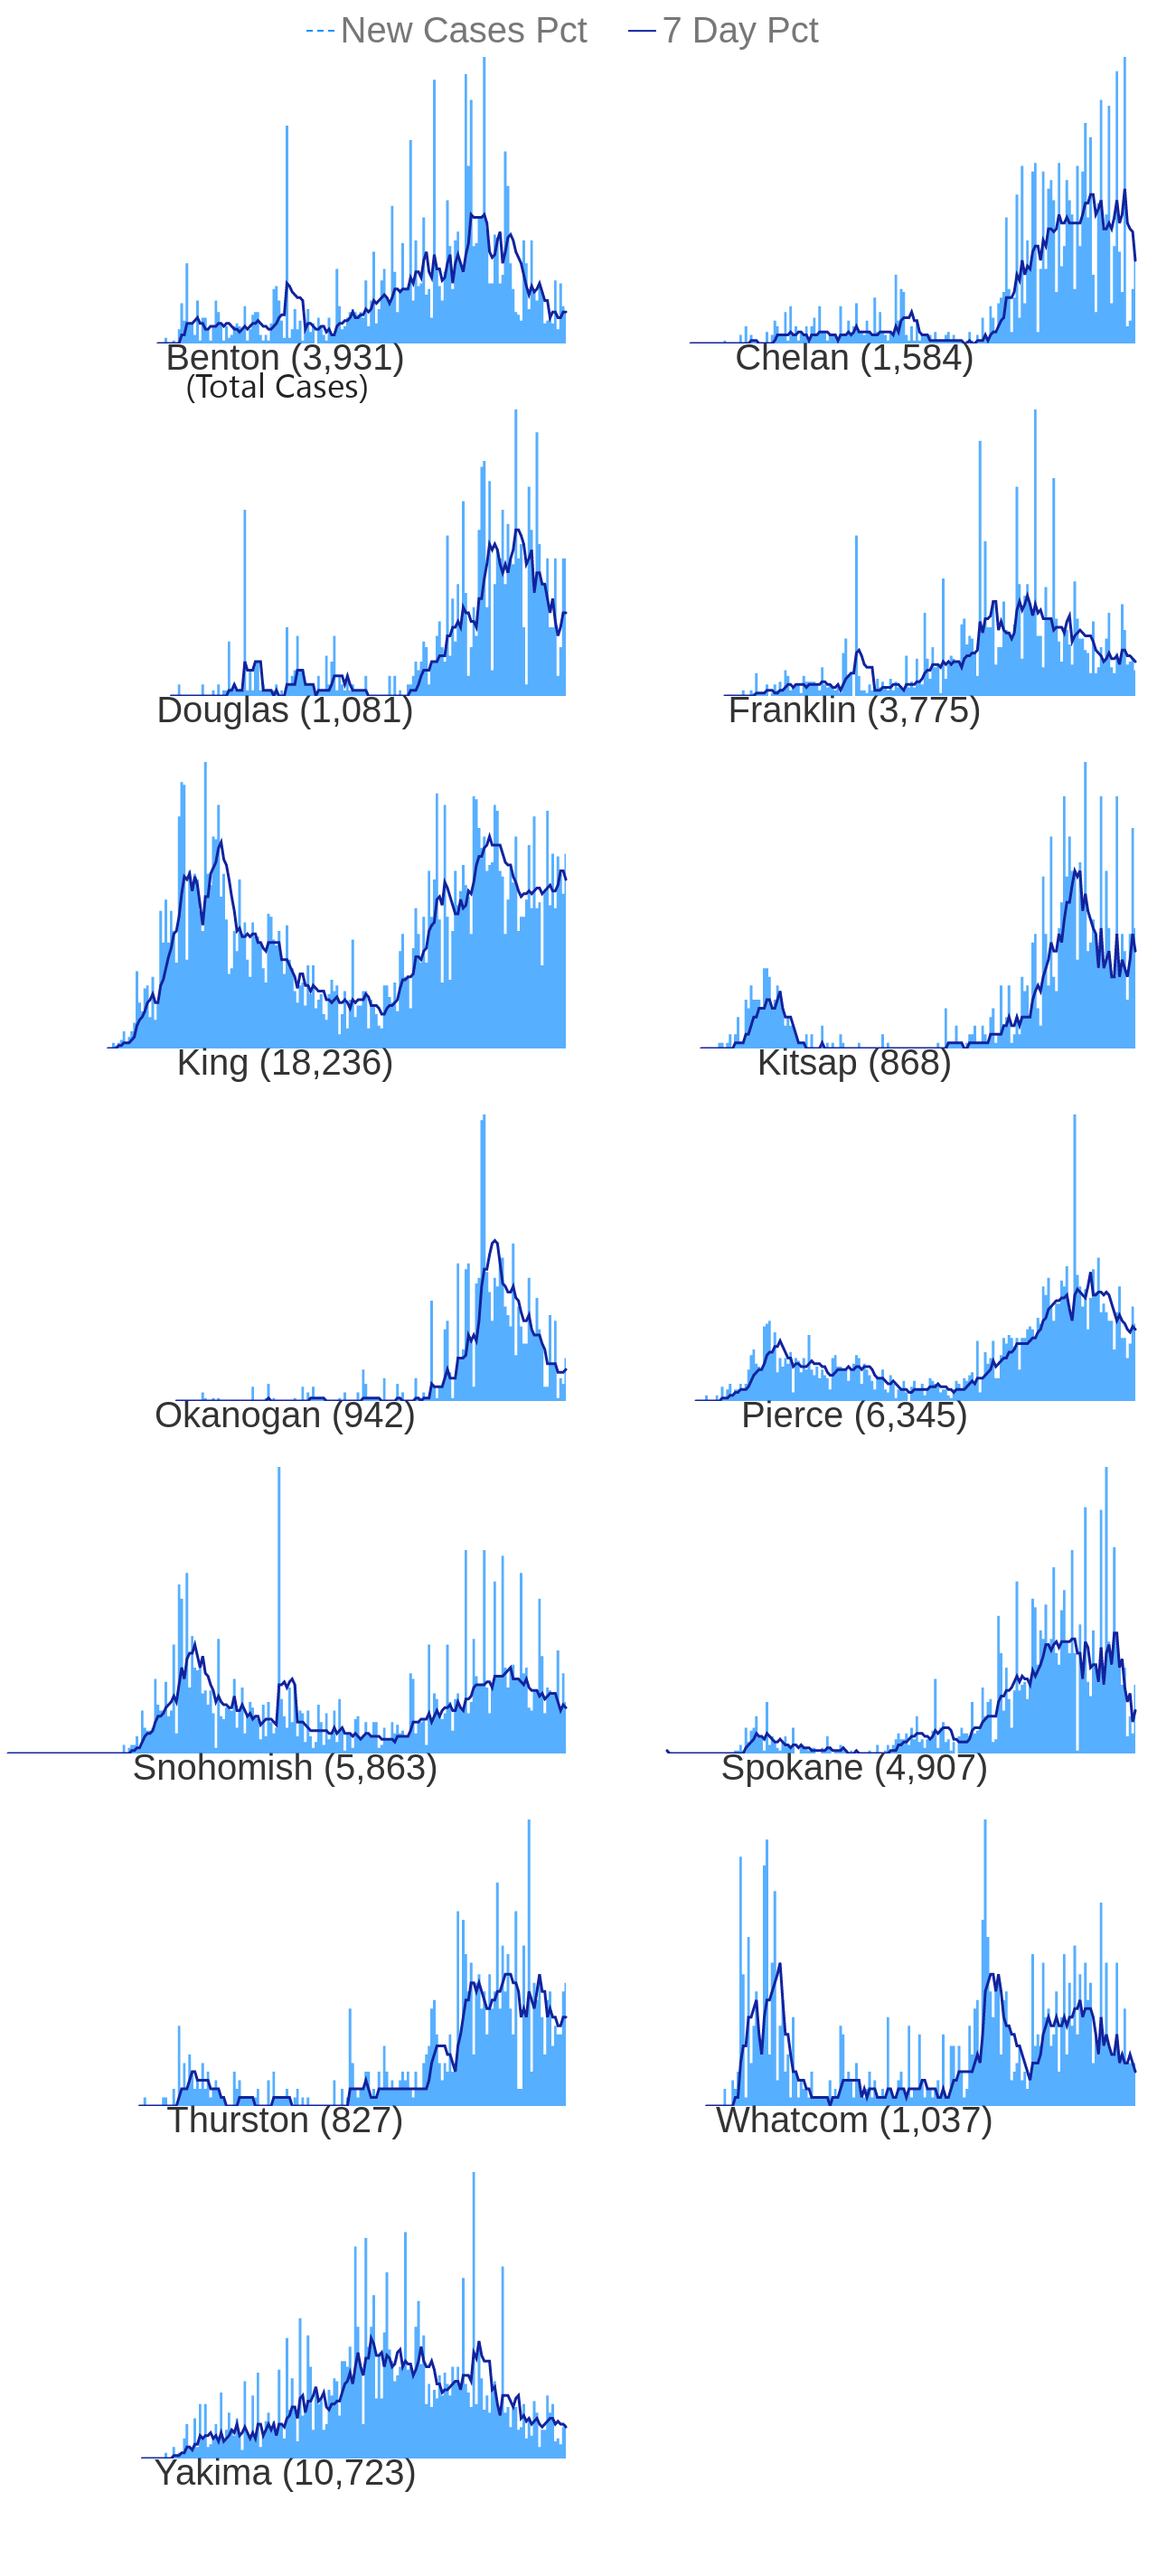 New Cases Pct 7 Day Pct
Benton (3,931) Chelan (1,584)
(Total Cases)
Douglas (1,081) Franklin (3,775)
King (18,236) Kitsap (868)
Okanogan (942) Pierce (6,345)
Snohomish (5,863) Spokane (4,907)
Thurston (827) Whatcom (1,037)
Yakima (10,723)